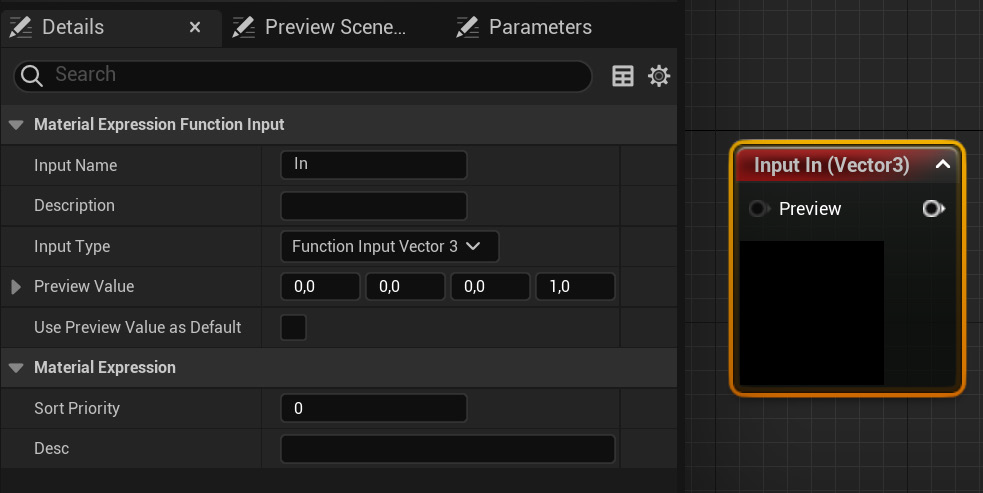 Details
Preview Scene...
Parameters
Search
Material Expression Function Input
Input Name In
Description
Input Type Function Input Vector 3
Preview Value 0,0 0,0 0,0 1,0
Use Preview Value as Default
Material Expression
Sort Priority 0
Desc
Input In (Vector3)
Preview